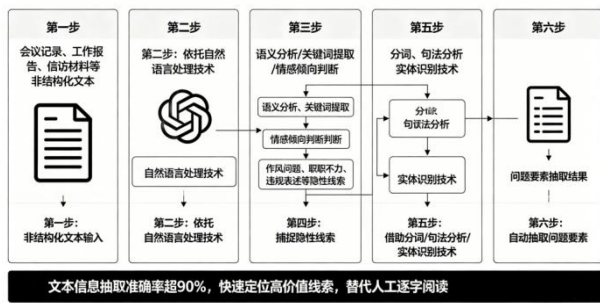 第一步
会议记录、工作报
告、信访材料等
非结构化文本
第一步：
非结构化文本输入
第二步
第二步：依托自然
语言处理技术
自然语言处理技术
第二步：依托
自然语言处理技术
第三步
语义分析/关键词提取
/情感倾向判断
语义分析、关键词提取
情感倾向判断判断
作风问题、职职不力、
违规表述等隐性线索
第四步：
捕捉隐性线索
第五步
分词、句法分析
实体识别技术
句议法分析
实体识别技术
第五步：
借助分词/句法分析/
实体识别技术
第六步
问题要素抽取结果
第六步：
自动抽取问题要素
文本信息抽取准确率超90%，快速定位高价值线索，替代人工逐字阅读